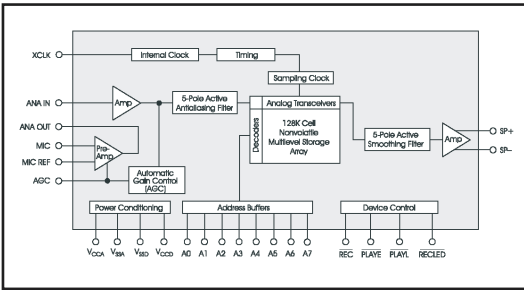 XCLK
Internal Clock
Timing
Sampling Clock
ANA IN
Amp
5-Pole Active
Antialiasing Filter
Analog Transceivers
Decoders
128K Cell
Nonvolatile
Multilevel Storage
Array
5-Pole Active
Smoothing Filter
Amp
SP+
SP–
ANA OUT
MIC
MIC REF
AGC
Pre-
Amp
Automatic
Gain Control
(AGC)
Power Conditioning
Address Buffers
Device Control
VCCA VSSA VSSD VCCD A0 A1 A2 A3 A4 A5 A6 A7 REC PLAYE PLAYL RECLED